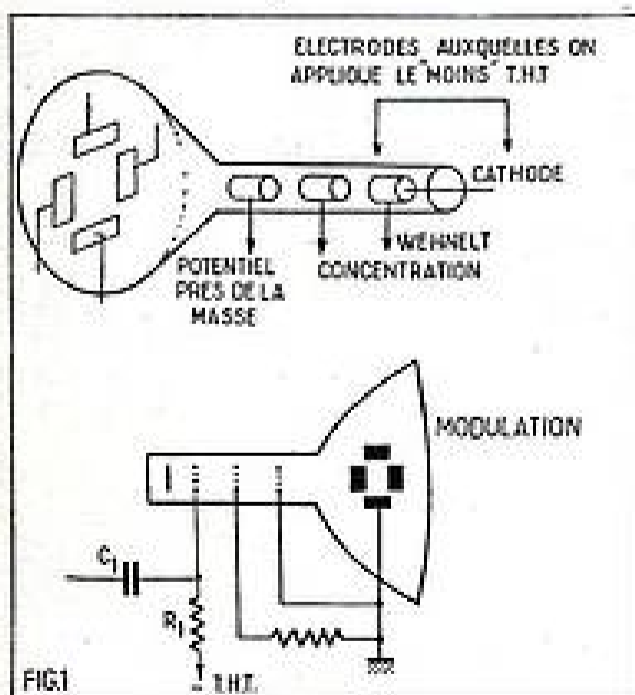 ELECTRODES AUXQUELLES ON
APPLIQUE LE "MOINS" T.H.T
CATHODE
WEHNELT
CONCENTRATION
POTENTIEL
PRES DE LA
MASSE
MODULATION
C1
R1
- T.H.T.
FIG.1